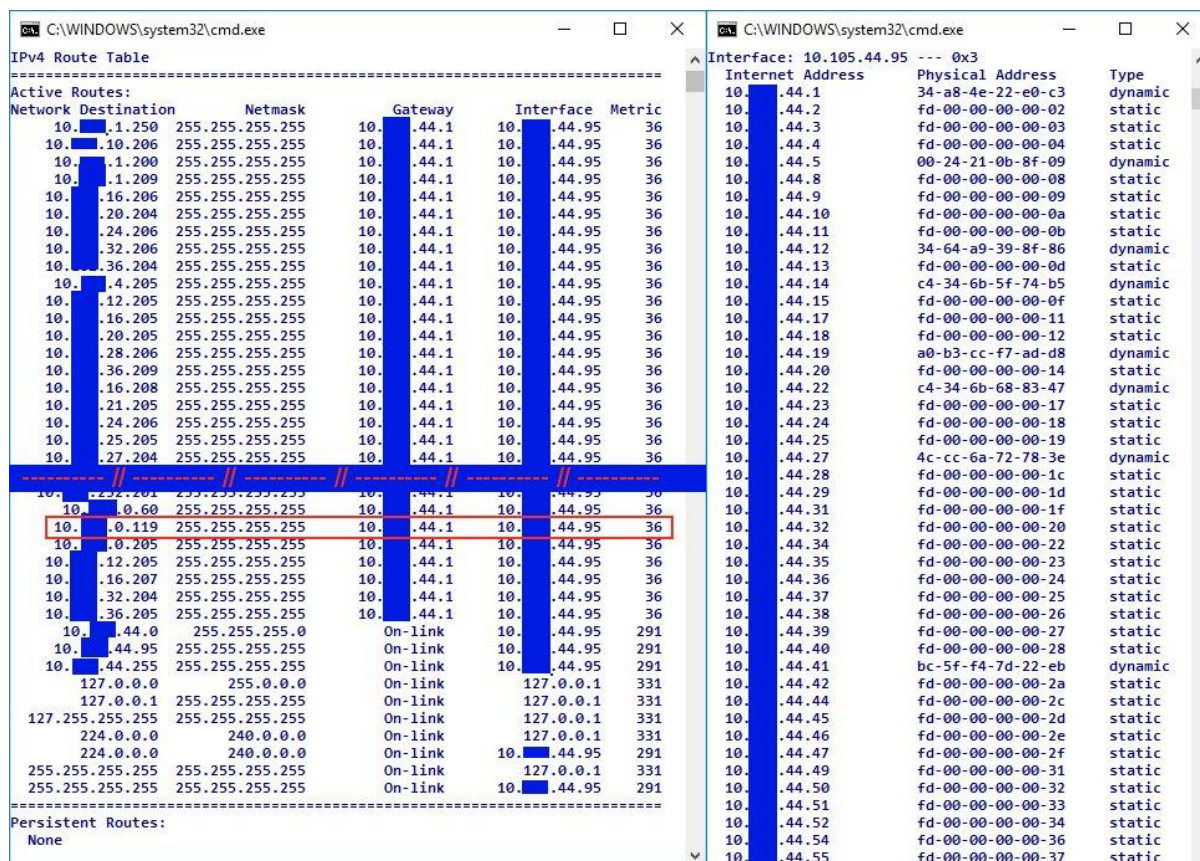 C:\WINDOWS\system32\cmd.exe
IPv4 Route Table
Active Routes:
Network Destination Netmask Gateway Interface Metric
10. .1.250 255.255.255.255 10. .44.1 10. .44.95 36
10. .10.206 255.255.255.255 10. .44.1 10. .44.95 36
10. .1.200 255.255.255.255 10. .44.1 10. .44.95 36
10. .1.209 255.255.255.255 10. .44.1 10. .44.95 36
10. .16.206 255.255.255.255 10. .44.1 10. .44.95 36
10. .20.204 255.255.255.255 10. .44.1 10. .44.95 36
10. .24.206 255.255.255.255 10. .44.1 10. .44.95 36
10. .32.206 255.255.255.255 10. .44.1 10. .44.95 36
10. .36.204 255.255.255.255 10. .44.1 10. .44.95 36
10. .4.205 255.255.255.255 10. .44.1 10. .44.95 36
10. .12.205 255.255.255.255 10. .44.1 10. .44.95 36
10. .16.205 255.255.255.255 10. .44.1 10. .44.95 36
10. .20.205 255.255.255.255 10. .44.1 10. .44.95 36
10. .28.206 255.255.255.255 10. .44.1 10. .44.95 36
10. .36.209 255.255.255.255 10. .44.1 10. .44.95 36
10. .16.208 255.255.255.255 10. .44.1 10. .44.95 36
10. .21.205 255.255.255.255 10. .44.1 10. .44.95 36
10. .24.206 255.255.255.255 10. .44.1 10. .44.95 36
10. .25.205 255.255.255.255 10. .44.1 10. .44.95 36
10. .27.204 255.255.255.255 10. .44.1 10. .44.95 36
---------- // ---------- // ---------- // ---------- // ---------- // ----------
10. .0.60 255.255.255.255 10. .44.1 10. .44.95 36
10. .0.119 255.255.255.255 10. .44.1 10. .44.95 36
10. .0.205 255.255.255.255 10. .44.1 10. .44.95 36
10. .12.205 255.255.255.255 10. .44.1 10. .44.95 36
10. .16.207 255.255.255.255 10. .44.1 10. .44.95 36
10. .32.204 255.255.255.255 10. .44.1 10. .44.95 36
10. .36.205 255.255.255.255 10. .44.1 10. .44.95 36
10. .44.0 255.255.255.0 On-link 10. .44.95 291
10. .44.95 255.255.255.255 On-link 10. .44.95 291
10. .44.255 255.255.255.255 On-link 10. .44.95 291
127.0.0.0 255.0.0.0 On-link 127.0.0.1 331
127.0.0.1 255.255.255.255 On-link 127.0.0.1 331
127.255.255.255 255.255.255.255 On-link 127.0.0.1 331
224.0.0.0 240.0.0.0 On-link 127.0.0.1 331
224.0.0.0 240.0.0.0 On-link 10. .44.95 291
255.255.255.255 255.255.255.255 On-link 127.0.0.1 331
255.255.255.255 255.255.255.255 On-link 10. .44.95 291
Persistent Routes:
None
C:\WINDOWS\system32\cmd.exe
Interface: 10.105.44.95 --- 0x3
Internet Address Physical Address Type
10. .44.1 34-a8-4e-22-e0-c3 dynamic
10. .44.2 fd-00-00-00-00-02 static
10. .44.3 fd-00-00-00-00-03 static
10. .44.4 fd-00-00-00-00-04 static
10. .44.5 00-24-21-0b-8f-09 dynamic
10. .44.8 fd-00-00-00-00-08 static
10. .44.9 fd-00-00-00-00-09 static
10. .44.10 fd-00-00-00-00-0a static
10. .44.11 fd-00-00-00-00-0b static
10. .44.12 34-64-a9-39-8f-86 dynamic
10. .44.13 fd-00-00-00-00-0d static
10. .44.14 c4-34-6b-5f-74-b5 dynamic
10. .44.15 fd-00-00-00-00-0f static
10. .44.17 fd-00-00-00-00-11 static
10. .44.18 fd-00-00-00-00-12 static
10. .44.19 a0-b3-cc-f7-ad-d8 dynamic
10. .44.20 fd-00-00-00-00-14 static
10. .44.22 c4-34-6b-68-83-47 dynamic
10. .44.23 fd-00-00-00-00-17 static
10. .44.24 fd-00-00-00-00-18 static
10. .44.25 fd-00-00-00-00-19 static
10. .44.27 4c-cc-6a-72-78-3e dynamic
10. .44.28 fd-00-00-00-00-1c static
10. .44.29 fd-00-00-00-00-1d static
10. .44.31 fd-00-00-00-00-1f static
10. .44.32 fd-00-00-00-00-20 static
10. .44.34 fd-00-00-00-00-22 static
10. .44.35 fd-00-00-00-00-23 static
10. .44.36 fd-00-00-00-00-24 static
10. .44.37 fd-00-00-00-00-25 static
10. .44.38 fd-00-00-00-00-26 static
10. .44.39 fd-00-00-00-00-27 static
10. .44.40 fd-00-00-00-00-28 static
10. .44.41 bc-5f-f4-7d-22-eb dynamic
10. .44.42 fd-00-00-00-00-2a static
10. .44.44 fd-00-00-00-00-2c static
10. .44.45 fd-00-00-00-00-2d static
10. .44.46 fd-00-00-00-00-2e static
10. .44.47 fd-00-00-00-00-2f static
10. .44.49 fd-00-00-00-00-31 static
10. .44.50 fd-00-00-00-00-32 static
10. .44.51 fd-00-00-00-00-33 static
10. .44.52 fd-00-00-00-00-34 static
10. .44.54 fd-00-00-00-00-36 static
10. .44.55 fd-00-00-00-00-37 static